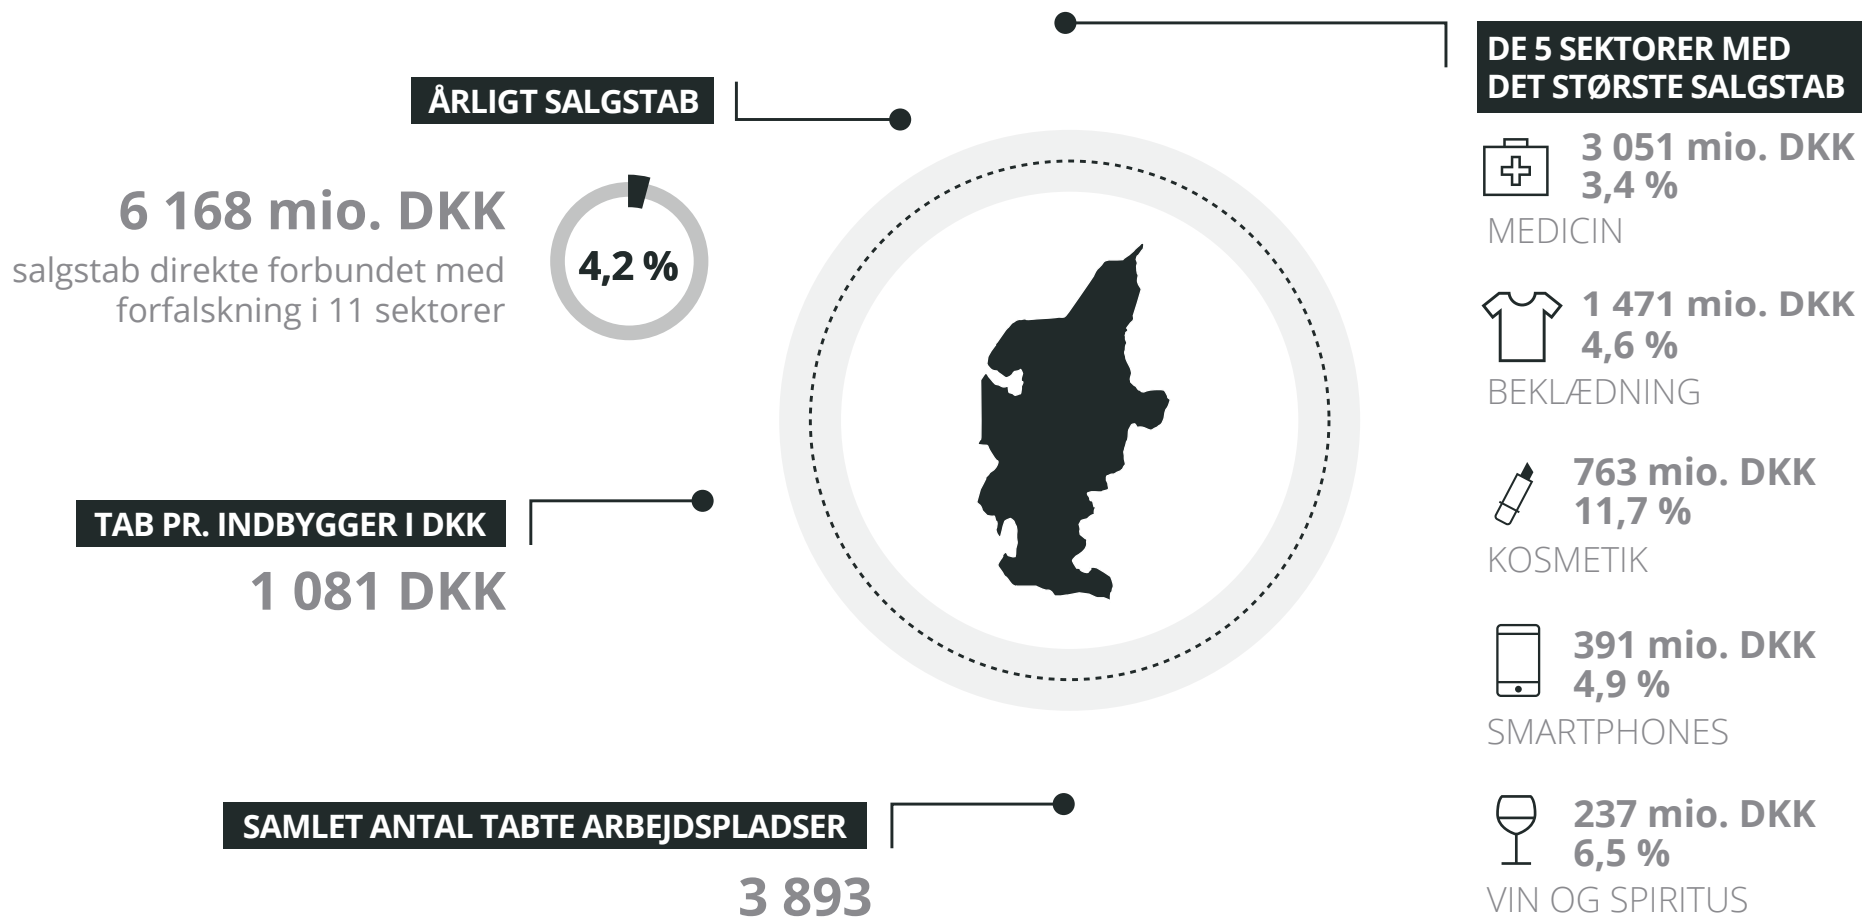 ÅRLIGT SALGSTAB
6 168 mio. DKK
salgstab direkte forbundet med
forfalskning i 11 sektorer
4,2 %
TAB PR. INDBYGGER I DKK
1 081 DKK
SAMLET ANTAL TABTE ARBEJDSPLADSER
3 893
DE 5 SEKTORER MED
DET STØRSTE SALGSTAB
3 051 mio. DKK
3,4 %
MEDICIN
1 471 mio. DKK
4,6 %
BEKLÆDNING
763 mio. DKK
11,7 %
KOSMETIK
391 mio. DKK
4,9 %
SMARTPHONES
237 mio. DKK
6,5 %
VIN OG SPIRITUS